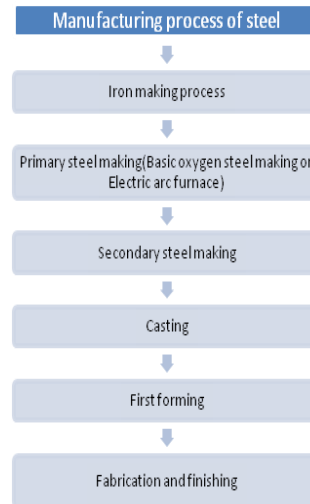 Manufacturing process of steel
Iron making process
Primary steel making(Basic oxygen steel making or
Electric arc furnace)
Secondary steel making
Casting
First forming
Fabrication and finishing